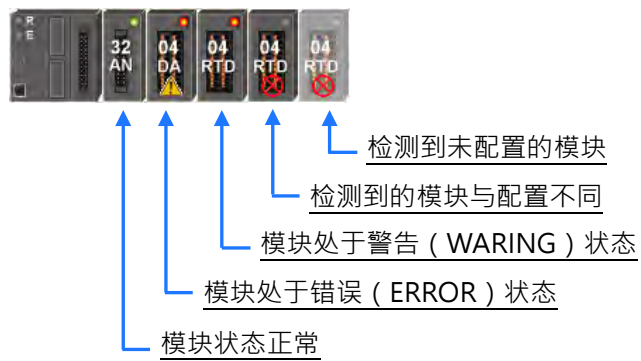 R
E
32
AN
04
DA
04
RTD
04
RTD
04
RTD
检测到未配置的模块
检测到的模块与配置不同
模块处于警告（WARING）状态
模块处于错误（ERROR）状态
模块状态正常